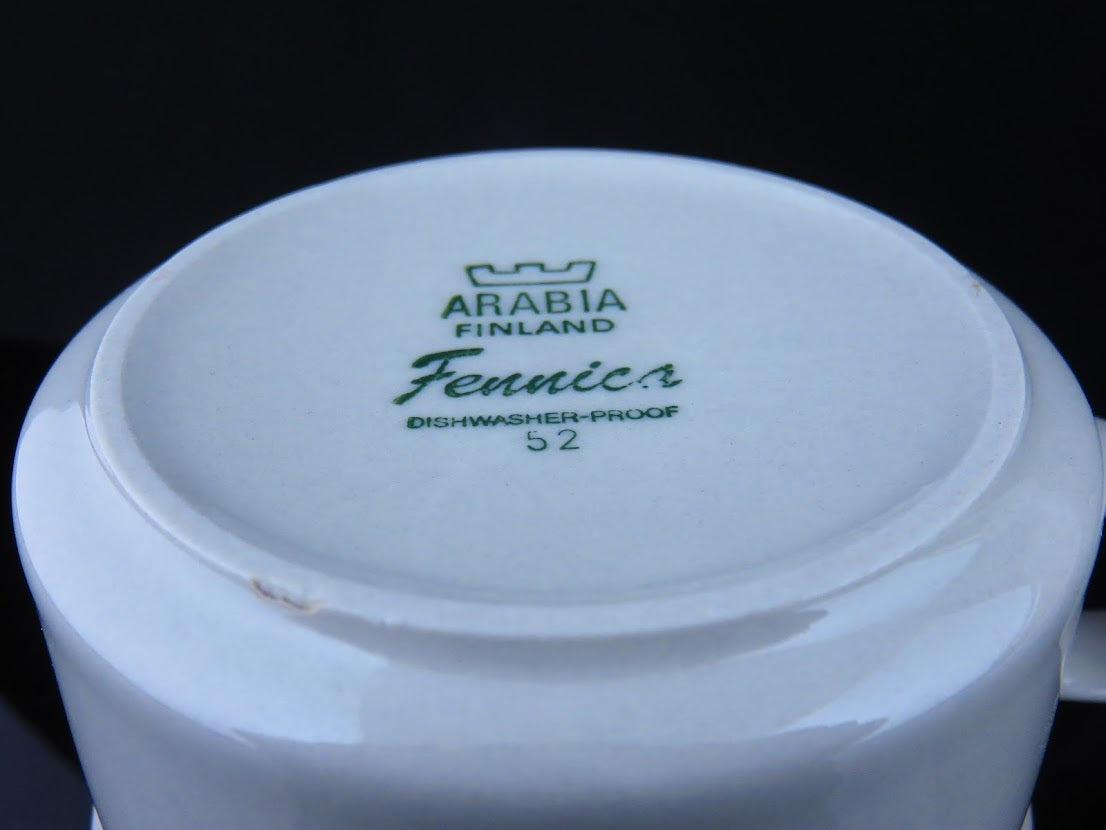 ARABIA
FINLAND
Fennica
DISHWASHER-PROOF
52